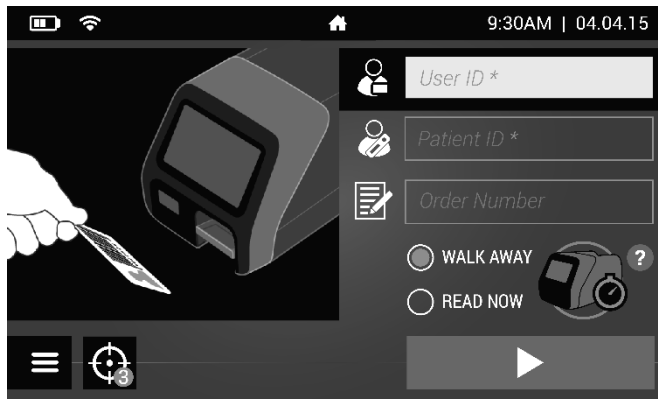 9:30AM | 04.04.15
User ID *
Patient ID *
Order Number
WALK AWAY
?
READ NOW
3